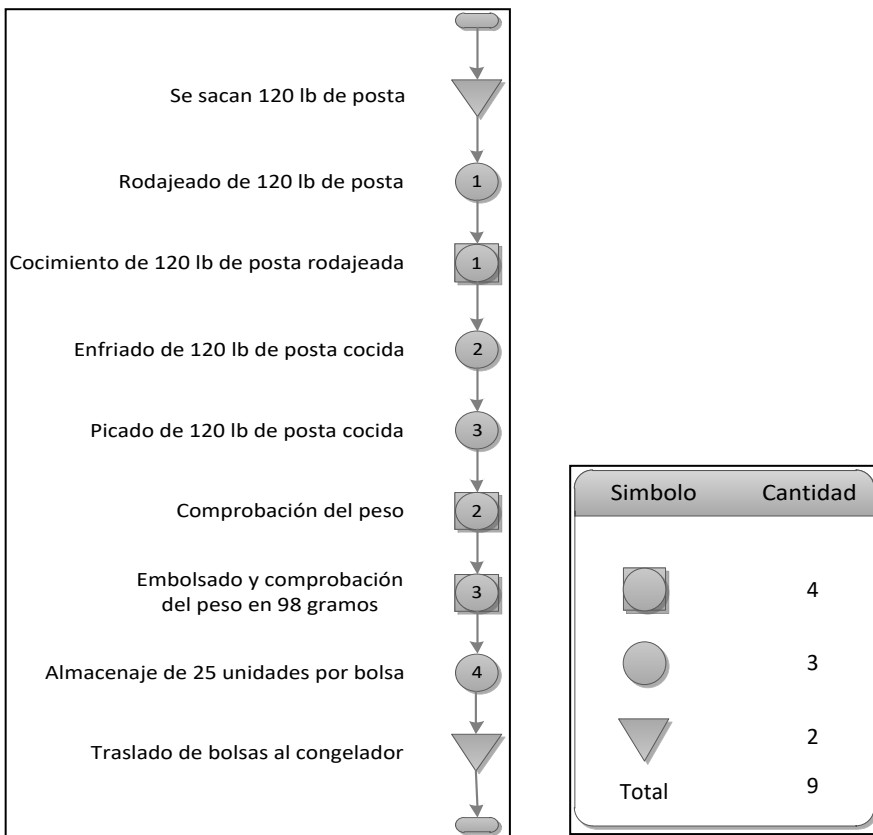 Se sacan 120 lb de posta
Rodajeado de 120 lb de posta
1
Cocimiento de 120 lb de posta rodajeada
1
Enfriado de 120 lb de posta cocida
2
Picado de 120 lb de posta cocida
3
Comprobación del peso
2
Embolsado y comprobación
del peso en 98 gramos
3
Almacenaje de 25 unidades por bolsa
4
Traslado de bolsas al congelador
Simbolo Cantidad
4
3
2
Total 9